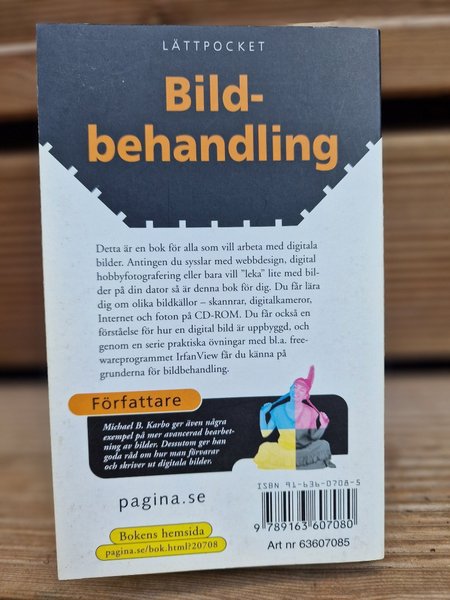 LÄTTPOCKET
Bild-
behandling
Detta är en bok för alla som vill arbeta med digitala
bilder. Antingen du sysslar med webbdesign, digital
hobbyfotografering eller bara vill "leka" lite med bil-
der på din dator så är denna bok för dig. Du får lära
dig om olika bildkällor – skannrar, digitalkameror,
Internet och foton på CD-ROM. Du får också en
förståelse för hur en digital bild är uppbyggd, och
genom en serie praktiska övningar med bl.a. free-
wareprogrammet IrfanView får du känna på
grunderna för bildbehandling.
Författare
Michael B. Karbo ger även några
exempel på mer avancerad bearbet-
ning av bilder. Dessutom ger han
goda råd om hur man förvarar
och skriver ut digitala bilder.
pagina.se
Bokens hemsida
pagina.se/bok.html?20708
ISBN 91-636-0708-5
9 789163 607080
Art nr 63607085